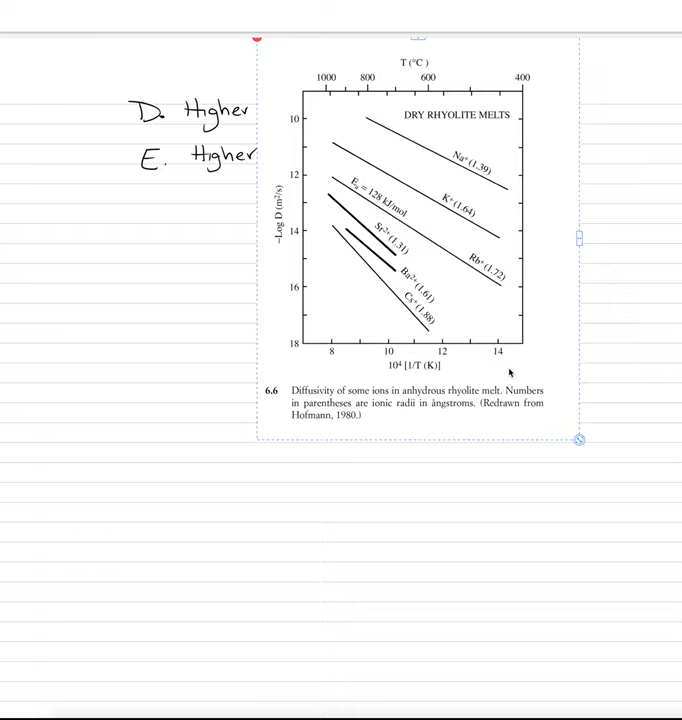 D. Higher
E. Higher
T (°C )
1000 800 600 400
DRY RHYOLITE MELTS
10
12
14
16
18
–Log D (m²/s)
Na⁺ (1.39)
K⁺ (1.64)
Eₐ = 128 kJ/mol
Rb⁺ (1.72)
Sr²⁺ (1.31)
Ba²⁺ (1.61)
Cs⁺ (1.88)
8 10 12 14
10⁴ [1/T (K)]
6.6 Diffusivity of some ions in anhydrous rhyolite melt. Numbers
in parentheses are ionic radii in ångstroms. (Redrawn from
Hofmann, 1980.)